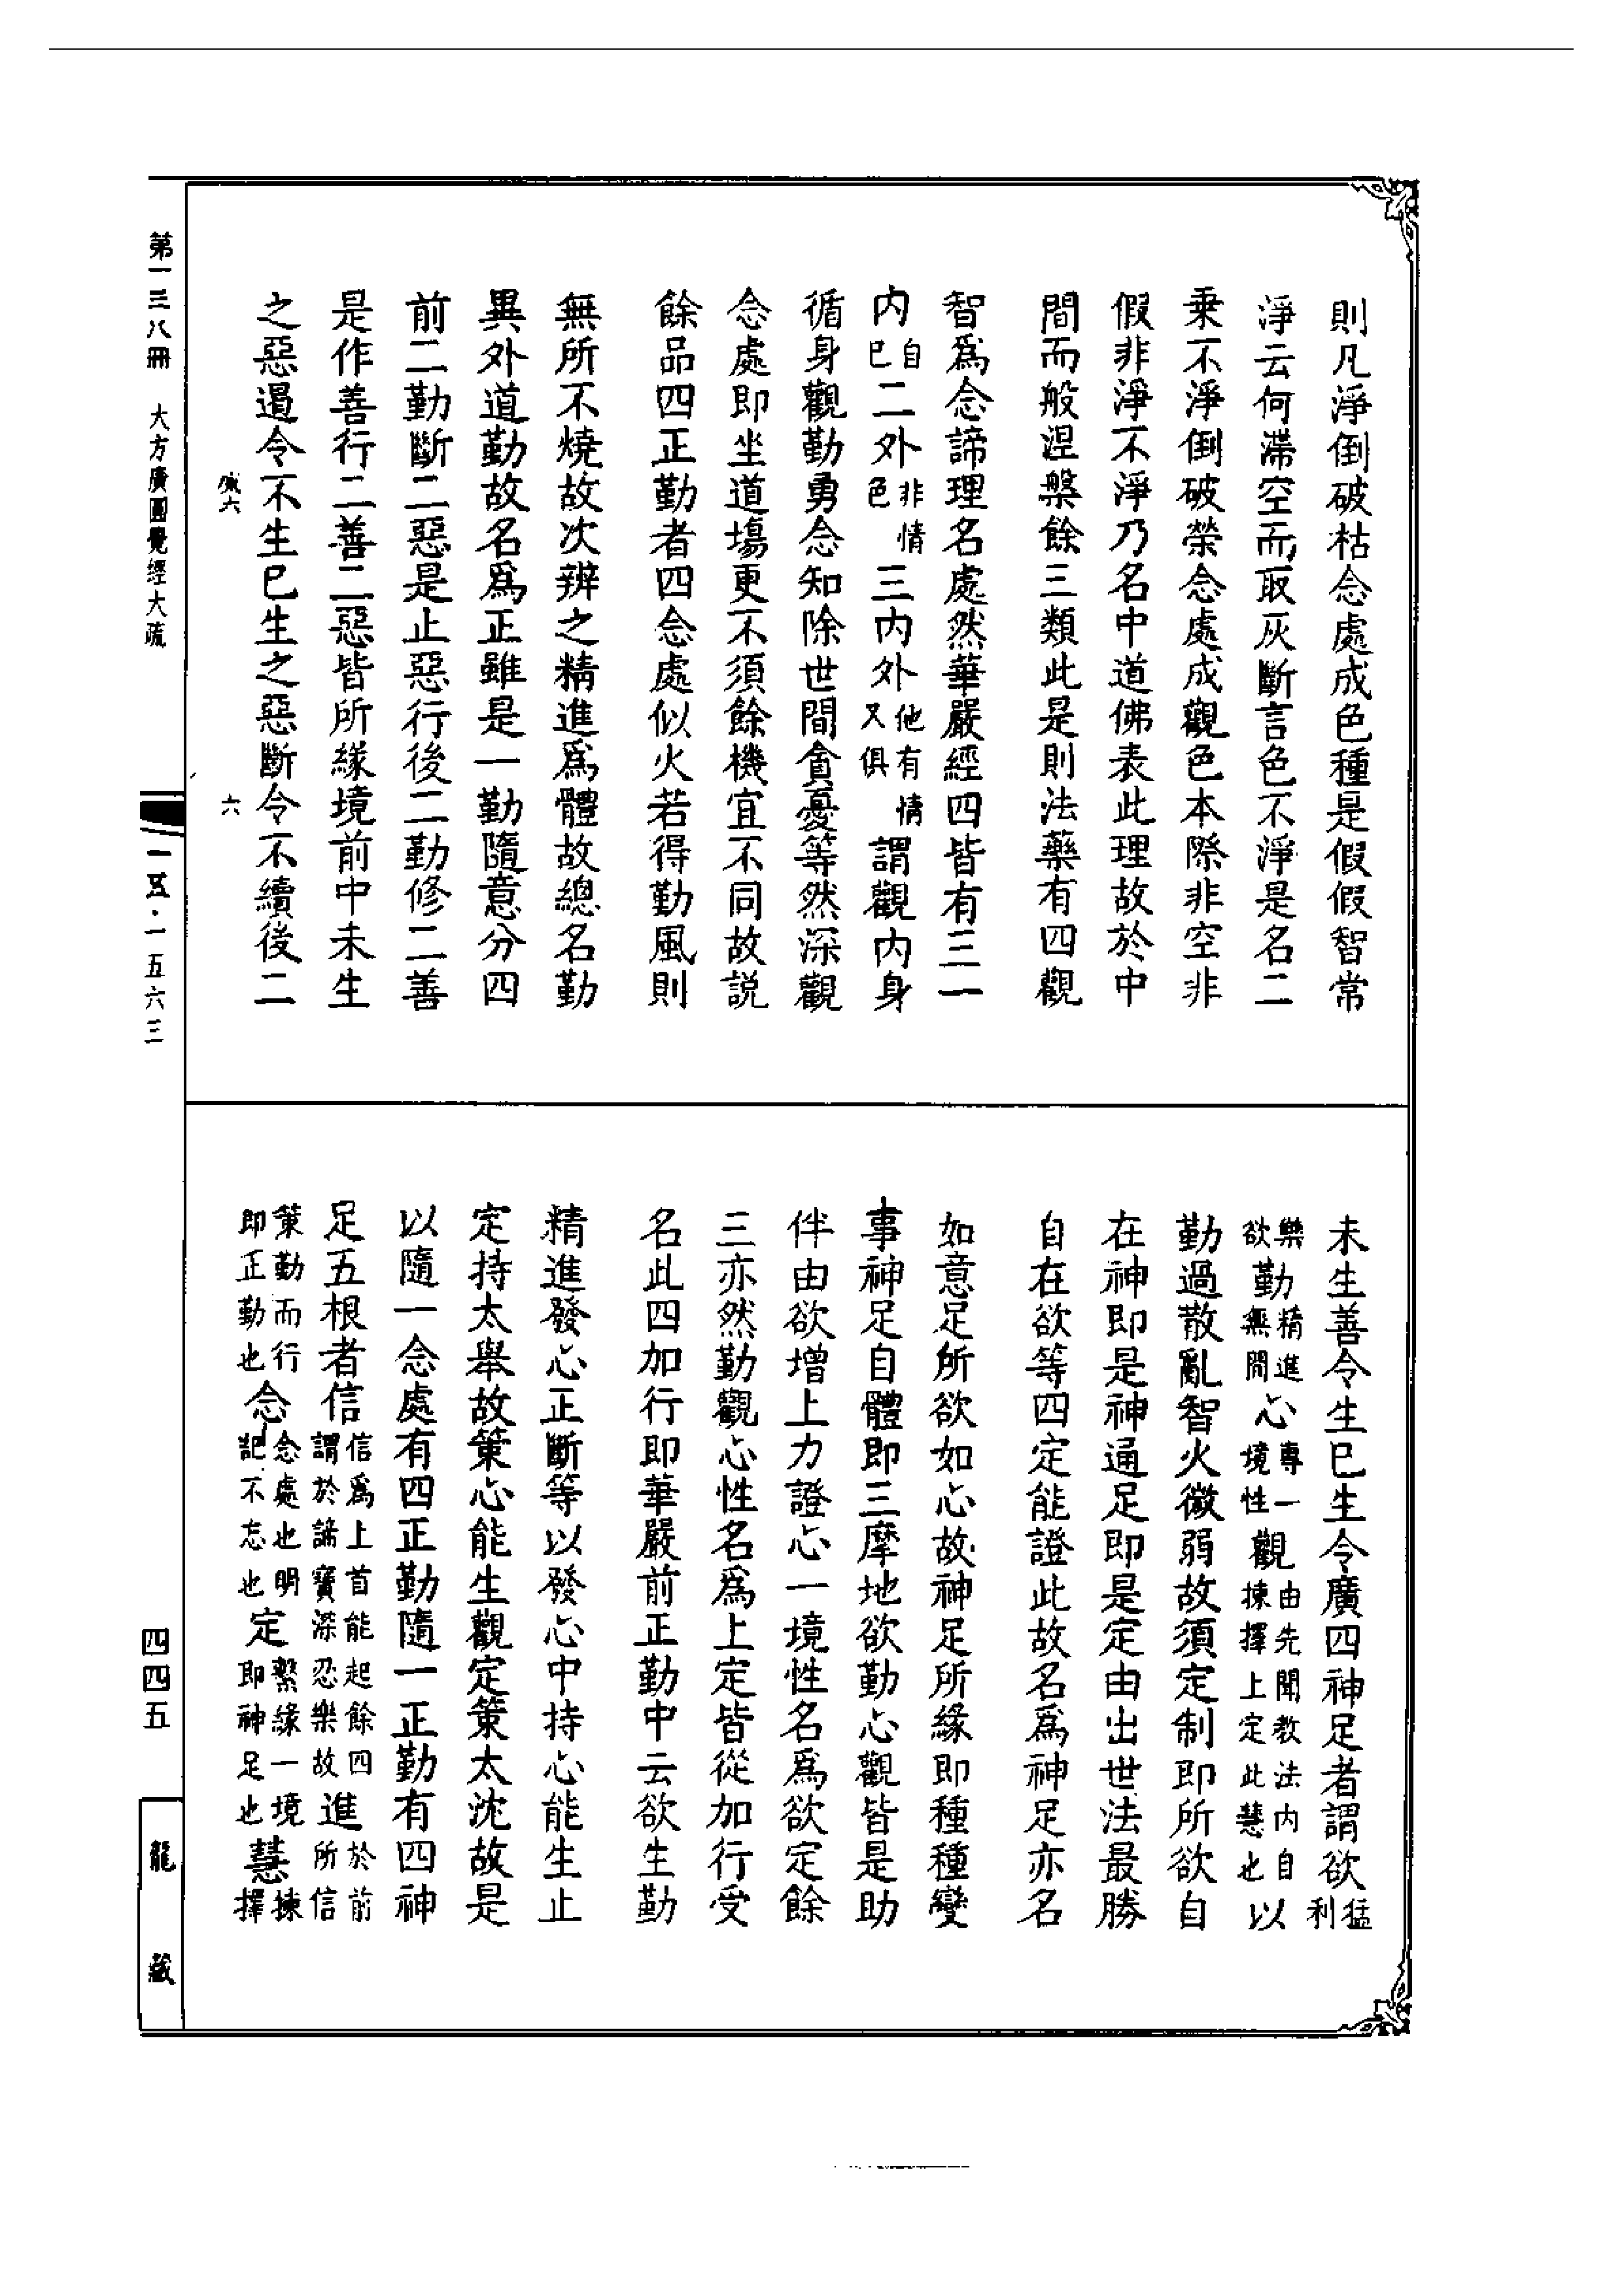 則凡淨倒破枯念處成色種是假假智常
淨云何滯空而取灰斷言色不淨是名二
乗不淨倒破榮念處成觀色本際非空非
假非淨不淨乃名中道佛表此理故於中
間而般涅槃餘三類此是則法藥有四觀
智爲念諦理名處然華嚴經四皆有三一
内自巳二外非情色三内外他有情又俱謂觀内身
循身觀勤勇念知除世間貪憂等然深觀
念處即坐道場更不須餘機宜不同故説
餘品四正勤者四念處似火若得勤風則
無所不燒故次辨之精進爲體故總名勤
異外道勤故名爲正雖是一勤隨意分四
前二勤斷二惡是止惡行後二勤修二善
是作善行二善二惡皆所緣境前中未生
之惡遏令不生巳生之惡斷令不續後二
未生善令生巳生令廣四神足者謂欲猛利
樂欲勤精進無間心專一境性觀由先聞教法内自揀擇上定此慧也以
勤過散亂智火微弱故須定制即所欲自
在神即是神通足即是定由出世法最勝
自在欲等四定能證此故名爲神足亦名
如意足所欲如心故神足所緣即種種變
事神足自體即三摩地欲勤心觀皆是助
伴由欲增上力證心一境性名爲欲定餘
三亦然勤觀心性名爲上定皆從加行受
名此四加行即華嚴前正勤中云欲生勤
精進發心正斷等以發心中持心能生止
定持太舉故策心能生觀定策太沈故是
以隨一念處有四正勤隨一正勤有四神
足五根者信信爲上首能起餘四謂於諦寶深忍樂故進於前所信
策勤而行即正勤也念念處也明記不忘也定繫緣一境即神足也慧揀擇
第一三八冊　大方廣圓覺經大疏
六
一五·一五六三
四四五
龍藏